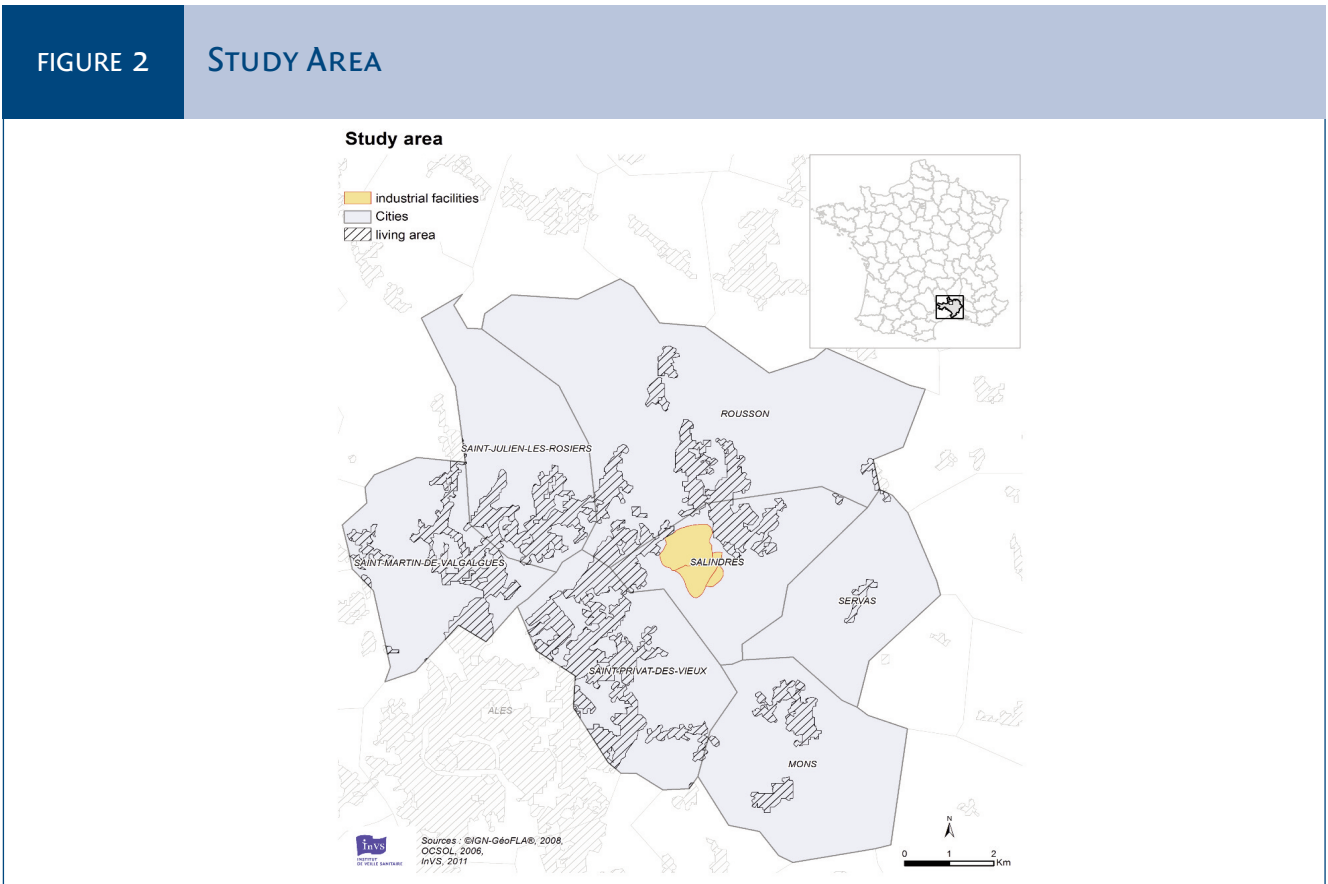 FIGURE 2
STUDY AREA
Study area
industrial facilities
Cities
living area
ROUSSON
SAINT-JULIEN-LES-ROSIERS
SAINT-MARTIN-DE-VALGALGUES
SALINDRES
SERVAS
SAINT-PRIVAT-DES-VIEUX
ALES
MONS
InVS
INSTITUT
DE VEILLE SANITAIRE
Sources : ©IGN-GéoFLA®, 2008,
OCSOL, 2006,
InVS, 2011
N
0 1 2
Km